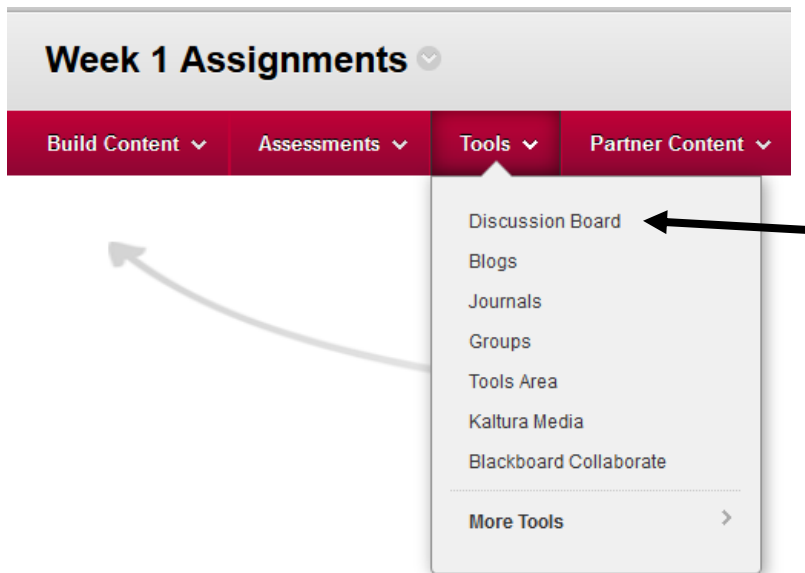 Week 1 Assignments
Build Content Assessments Tools Partner Content
Discussion Board
Blogs
Journals
Groups
Tools Area
Kaltura Media
Blackboard Collaborate
More Tools